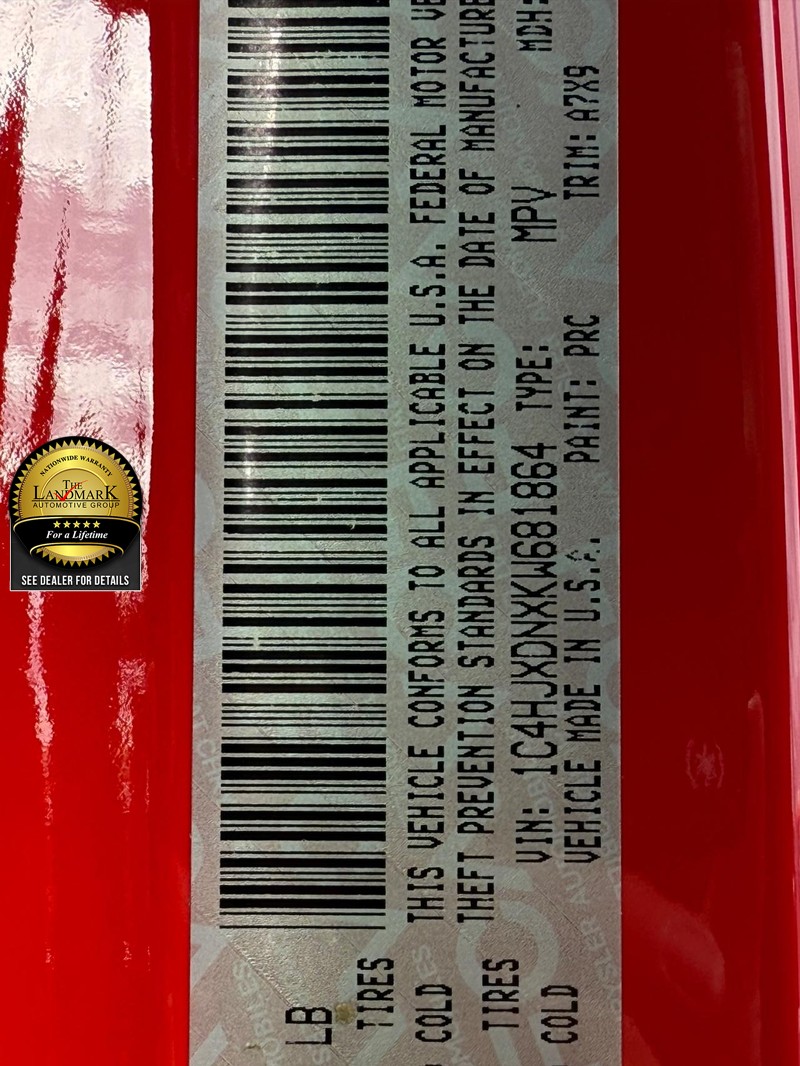 LB
TIRES
COLD
TIRES
COLD
THIS VEHICLE CONFORMS TO ALL APPLICABLE U.S.A. FEDERAL MOTOR
THEFT PREVENTION STANDARDS IN EFFECT ON THE DATE OF MANUFACTURE
VIN: 1C4HJXDNXKW681864 TYPE: MPV MDH:
VEHICLE MADE IN U.S.A. PAINT: PRC TRIM: A7X9
NATIONWIDE WARRANTY
THE
LANDMARK
AUTOMOTIVE GROUP
For a Lifetime
SEE DEALER FOR DETAILS